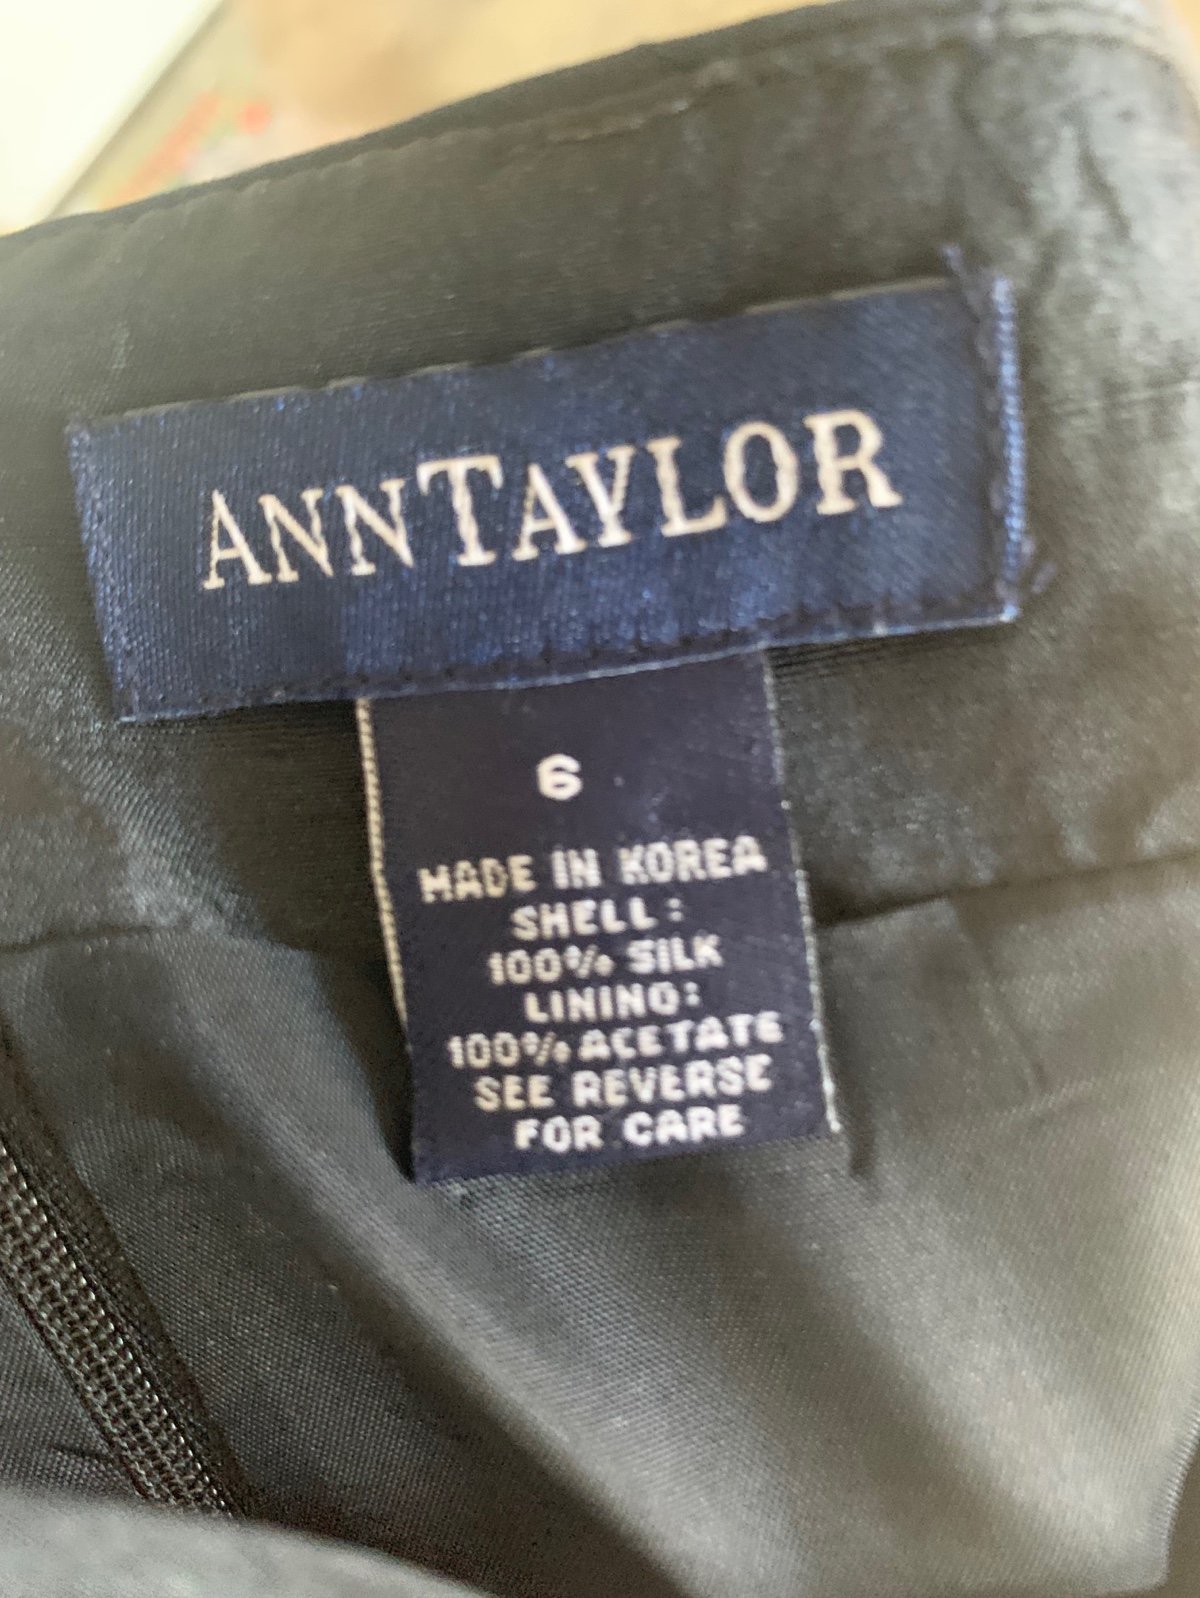 ANNTAYLOR
6
MADE IN KOREA
SHELL:
100% SILK
LINING:
100% ACETATE
SEE REVERSE
FOR CARE